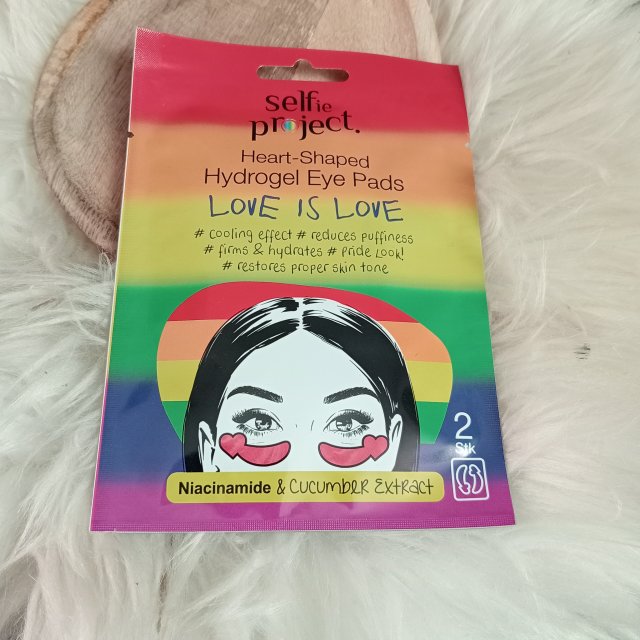 selfie
project.
Heart-Shaped
Hydrogel Eye Pads
LOVE IS LOVE
# cooling effect # reduces puffiness
# firms & hydrates # Pride Look!
# restores proper skin tone
2
Stk
Niacinamide & Cucumber Extract